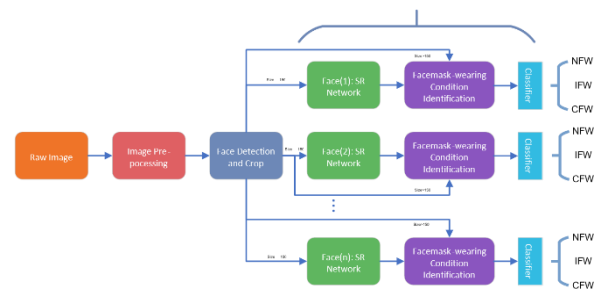 Face(1): SR
Network
Facemask-wearing
Condition
Identification
Classifier
NFW
IFW
CFW
Raw Image
Image Pre-
pocessing
Face Detection
and Crop
Face(2): SR
Network
Facemask-wearing
Condition
Identification
Classifier
NFW
IFW
CFW
Face(n): SR
Network
Facemask-wearing
Condition
Identification
Classifier
NFW
IFW
CFW